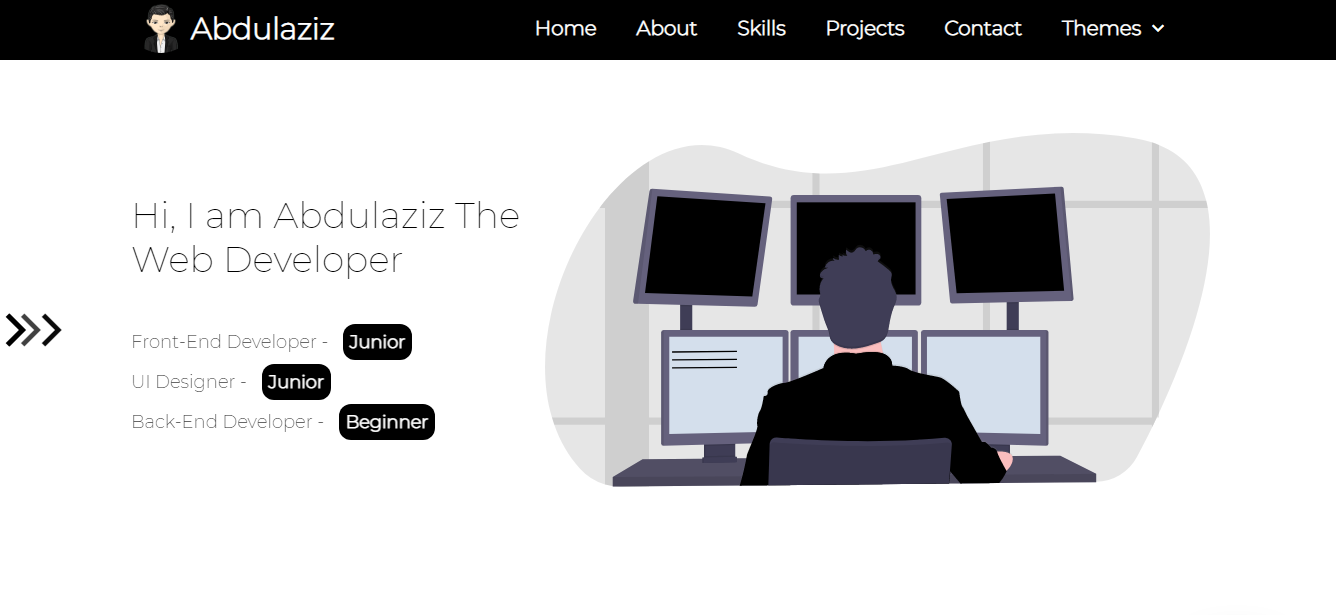 Abdulaziz
Home About Skills Projects Contact Themes
Hi, I am Abdulaziz The
Web Developer
Front-End Developer - Junior
UI Designer - Junior
Back-End Developer - Beginner